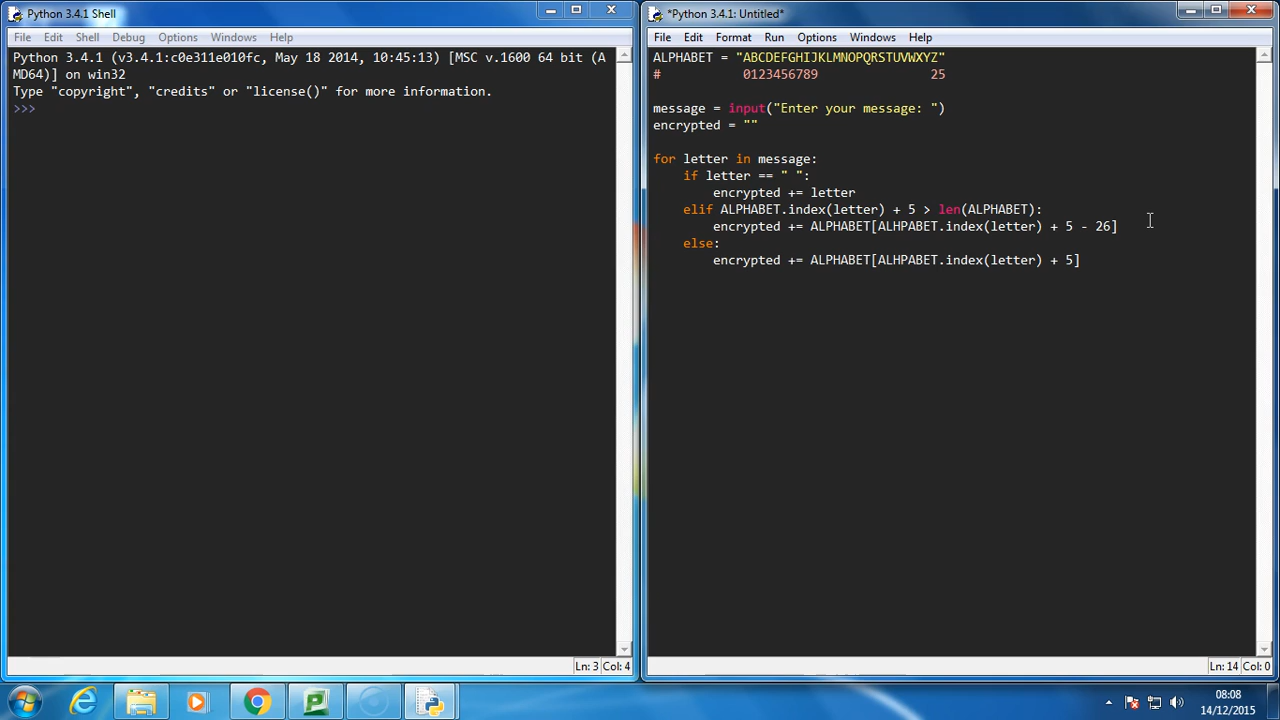 Python 3.4.1 Shell
File Edit Shell Debug Options Windows Help
Python 3.4.1 (v3.4.1:c0e311e010fc, May 18 2014, 10:45:13) [MSC v.1600 64 bit (A
MD64)] on win32
Type "copyright", "credits" or "license()" for more information.
>>>
Ln: 3 Col: 4
*Python 3.4.1: Untitled*
File Edit Format Run Options Windows Help
ALPHABET = "ABCDEFGHIJKLMNOPQRSTUVWXYZ"
# 0123456789 25
message = input("Enter your message: ")
encrypted = ""
for letter in message:
if letter == " ":
encrypted += letter
elif ALPHABET.index(letter) + 5 > len(ALPHABET):
encrypted += ALPHABET[ALHPABET.index(letter) + 5 - 26]
else:
encrypted += ALPHABET[ALHPABET.index(letter) + 5]
Ln: 14 Col: 0
08:08
14/12/2015